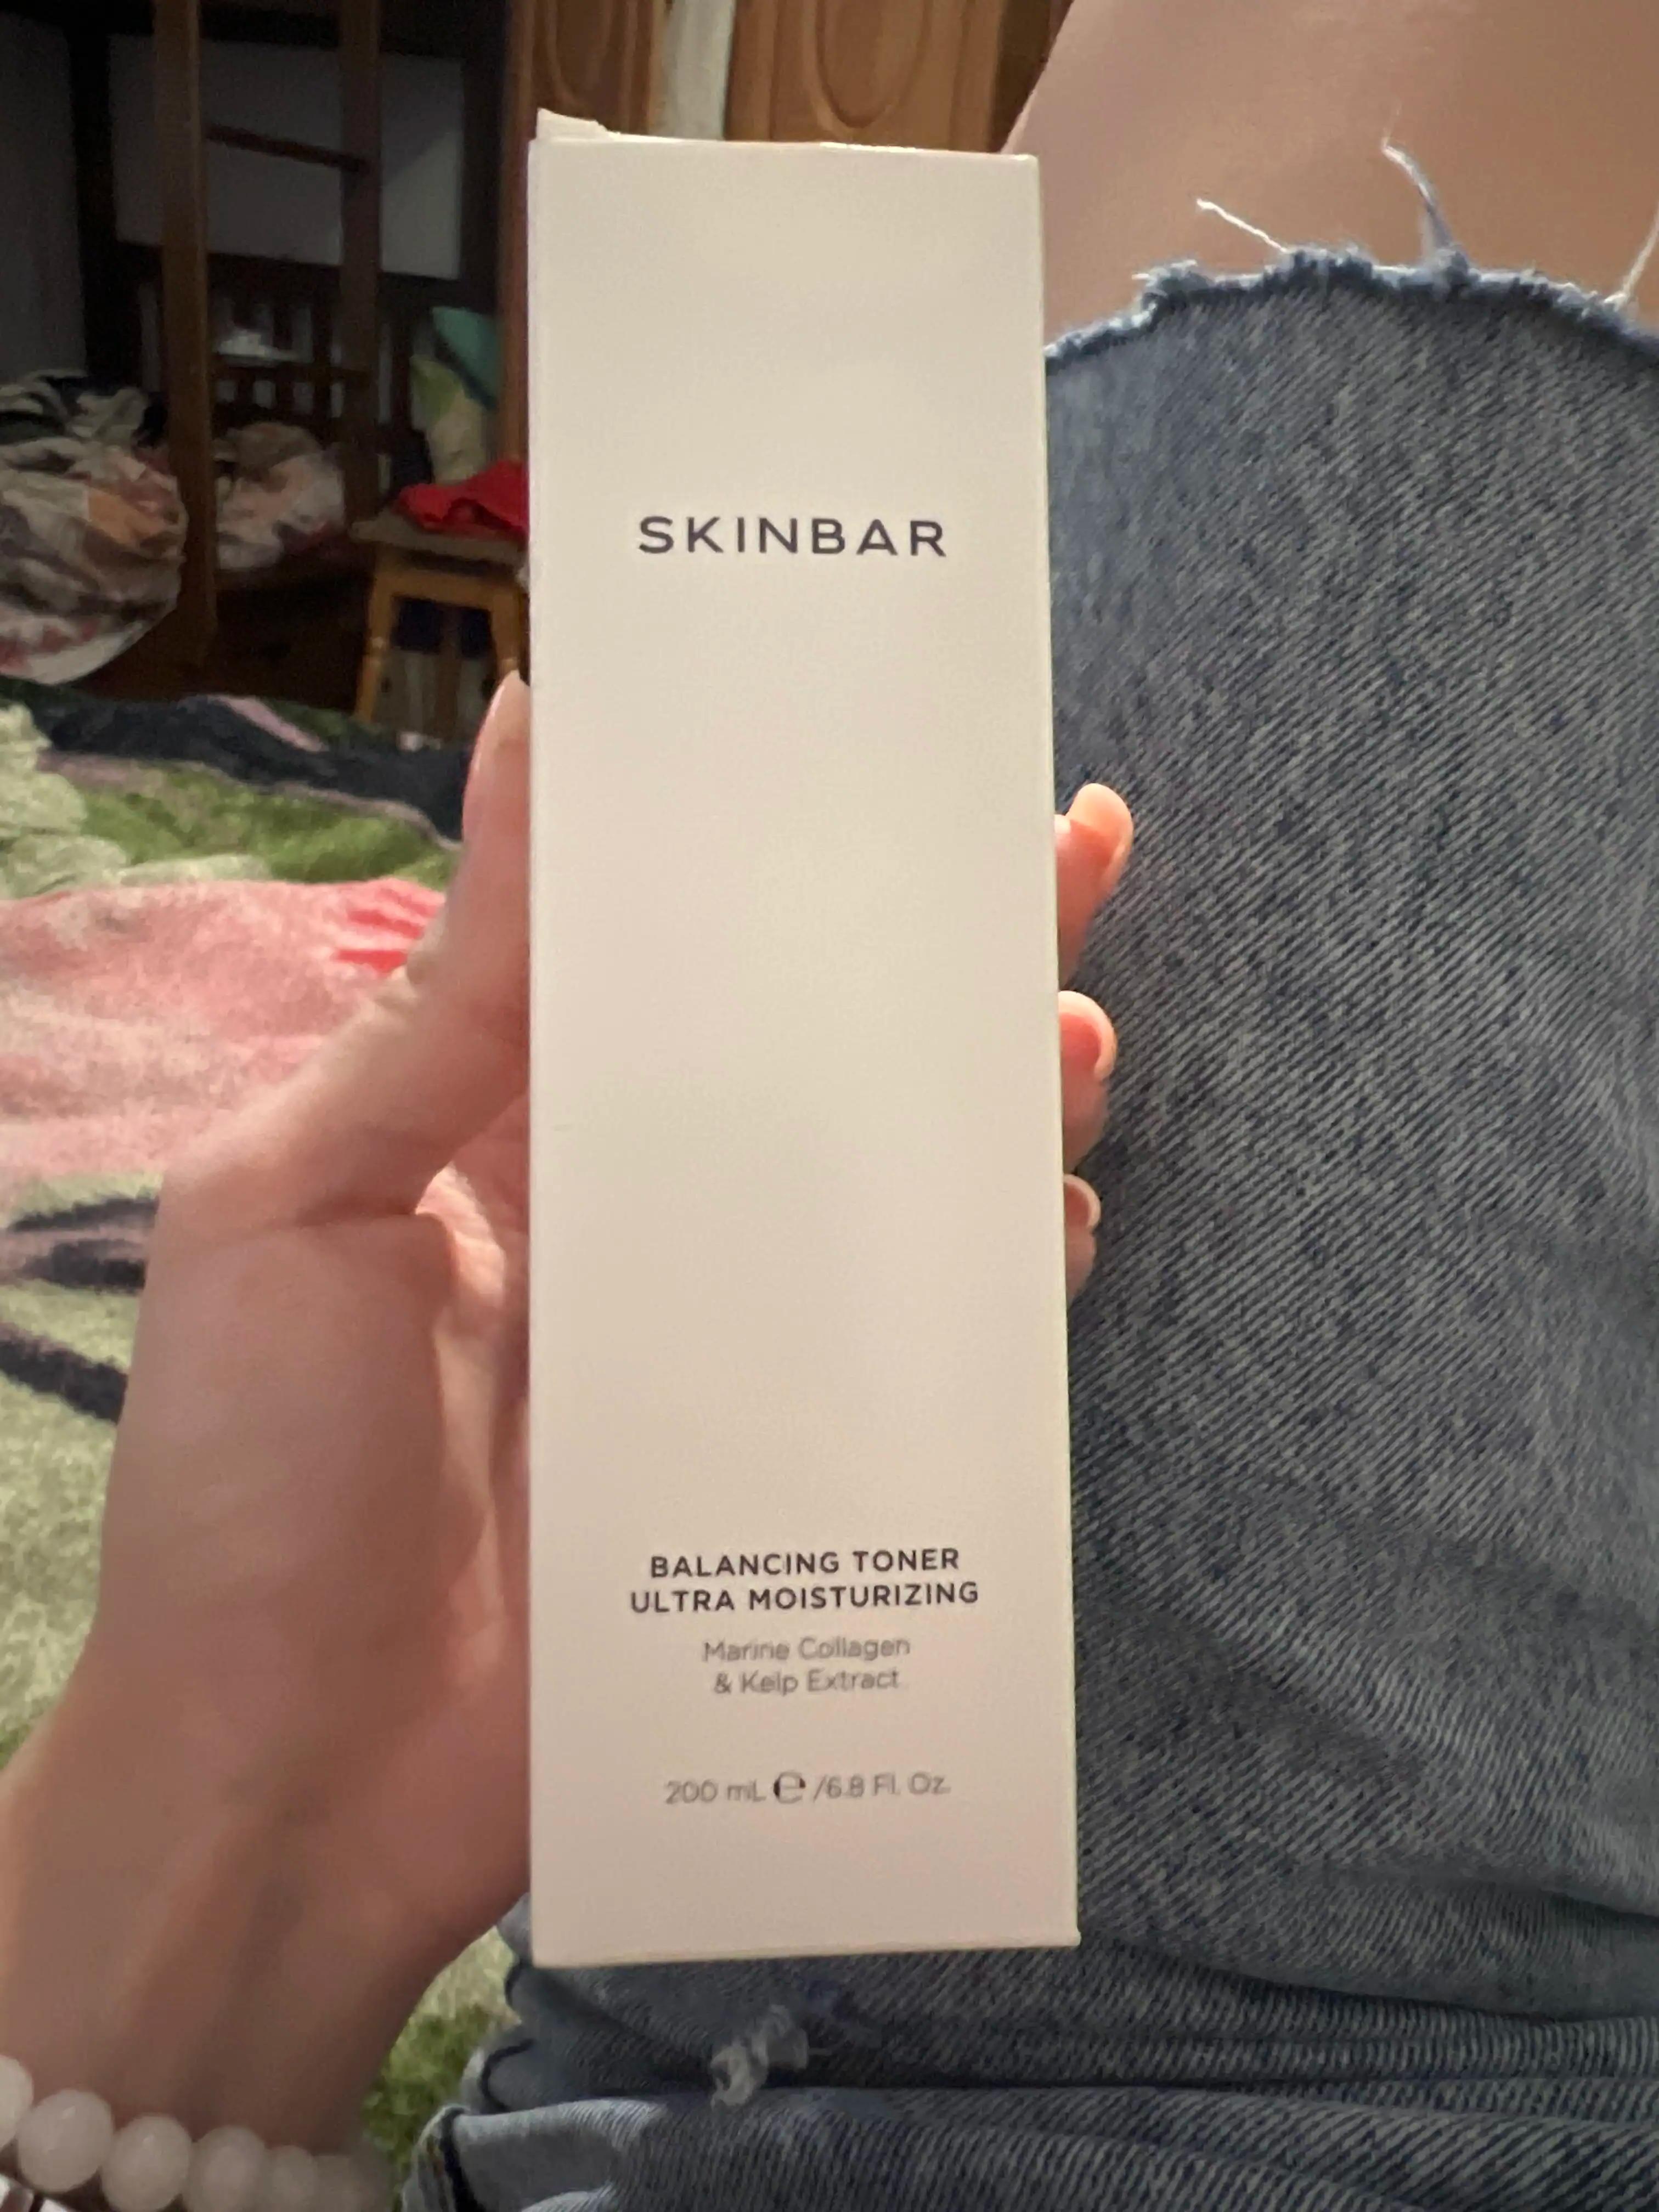 SKINBAR
BALANCING TONER
ULTRA MOISTURIZING
Marine Collagen
& Kelp Extract
200 mL ℮ /6.8 Fl. Oz.